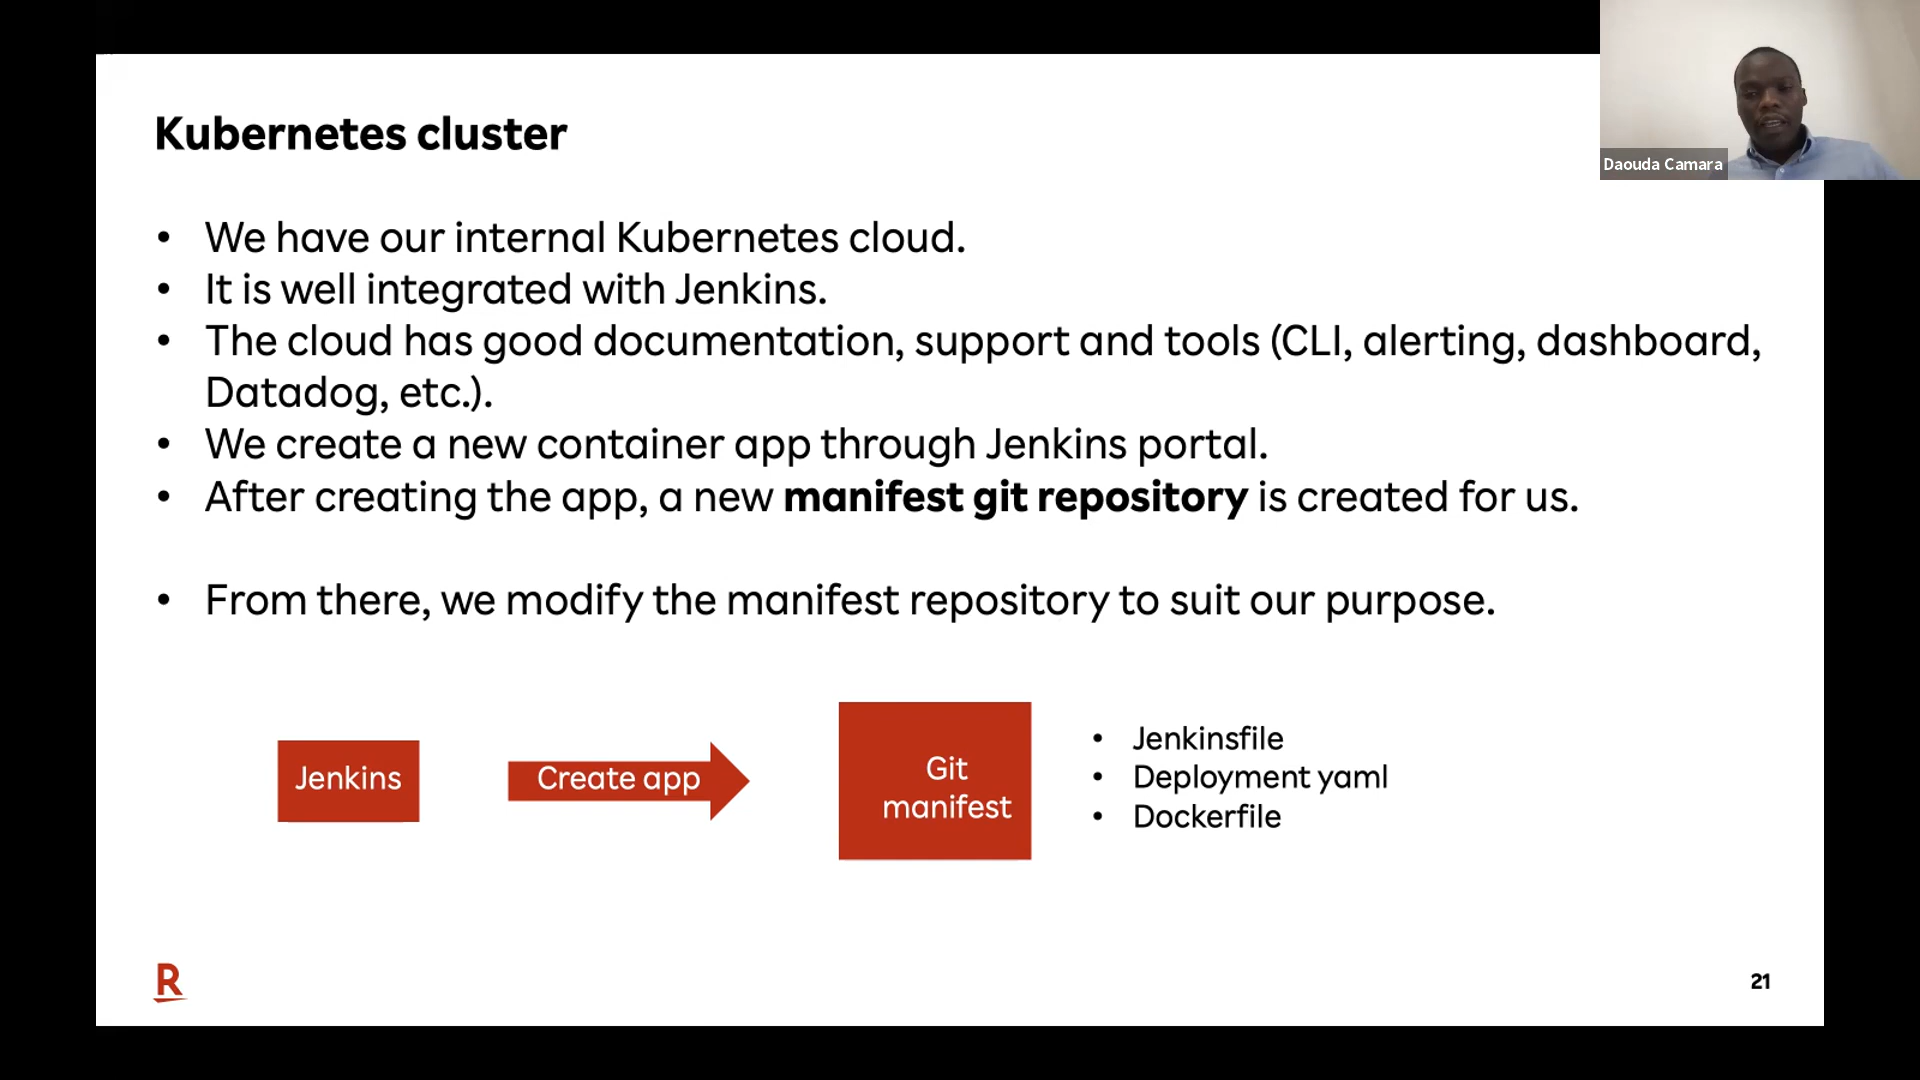 Kubernetes cluster
Daouda Camara
• We have our internal Kubernetes cloud.
• It is well integrated with Jenkins.
• The cloud has good documentation, support and tools (CLI, alerting, dashboard,
Datadog, etc.).
• We create a new container app through Jenkins portal.
• After creating the app, a new manifest git repository is created for us.
• From there, we modify the manifest repository to suit our purpose.
Jenkins
Create app
Git
manifest
• Jenkinsfile
• Deployment yaml
• Dockerfile
R
21